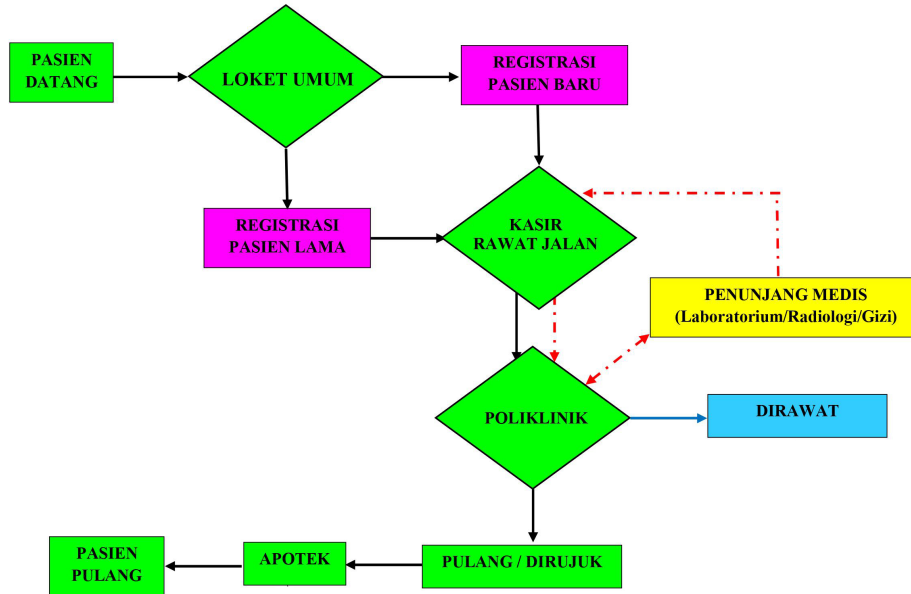 PASIEN
DATANG
LOKET UMUM
REGISTRASI
PASIEN BARU
REGISTRASI
PASIEN LAMA
KASIR
RAWAT JALAN
PENUNJANG MEDIS
(Laboratorium/Radiologi/Gizi)
POLIKLINIK
DIRAWAT
PULANG / DIRUJUK
APOTEK
PASIEN
PULANG